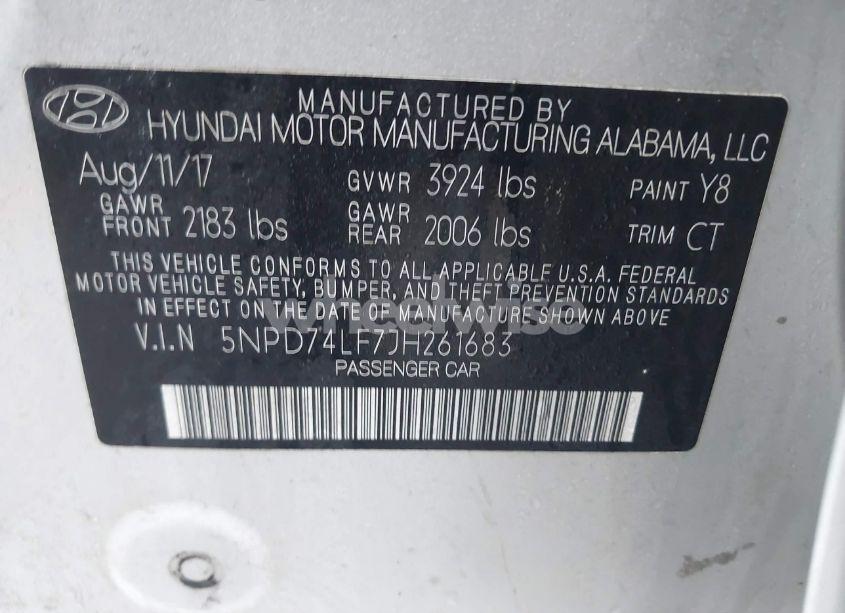 MANUFACTURED BY
HYUNDAI MOTOR MANUFACTURING ALABAMA, LLC
Aug/11/17 GVWR 3924 lbs PAINT Y8
GAWR FRONT 2183 lbs GAWR REAR 2006 lbs TRIM CT
THIS VEHICLE CONFORMS TO ALL APPLICABLE U.S.A. FEDERAL
MOTOR VEHICLE SAFETY, BUMPER, AND THEFT PREVENTION STANDARDS
IN EFFECT ON THE DATE OF MANUFACTURE SHOWN ABOVE
V.I.N 5NPD74LF7JH261683
PASSENGER CAR
wheelwise